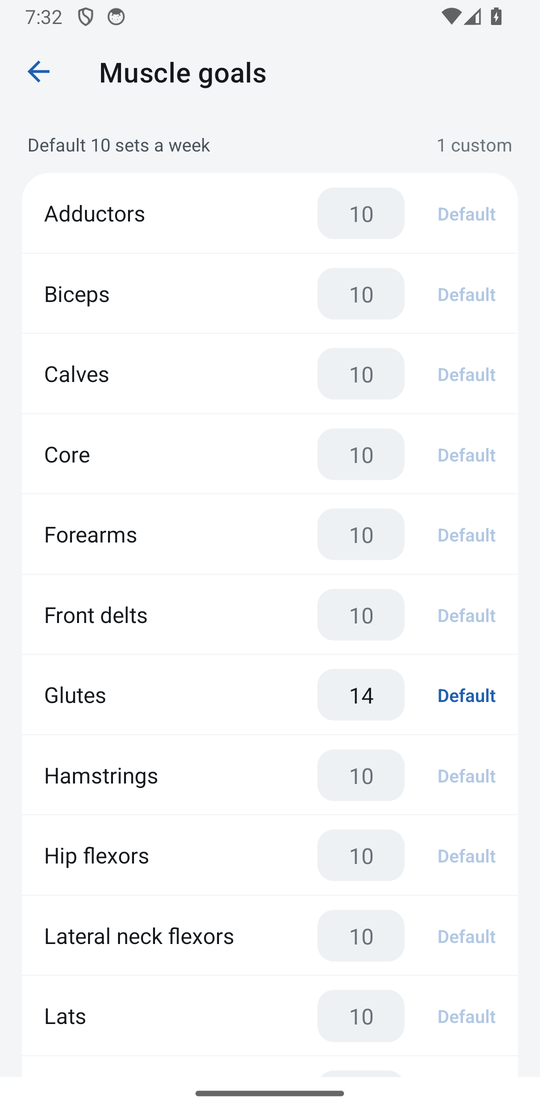 7:32
Muscle goals
Default 10 sets a week 1 custom
Adductors 10 Default
Biceps 10 Default
Calves 10 Default
Core 10 Default
Forearms 10 Default
Front delts 10 Default
Glutes 14 Default
Hamstrings 10 Default
Hip flexors 10 Default
Lateral neck flexors 10 Default
Lats 10 Default